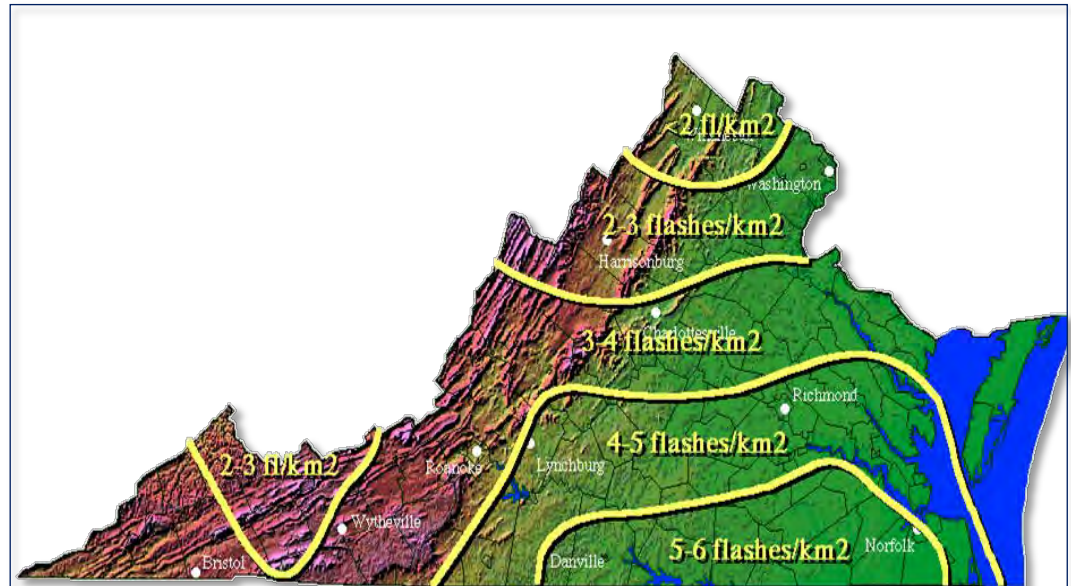 <2 fl/km2
Winchester
Washington
2-3 flashes/km2
Harrisonburg
Charlottesville
3-4 flashes/km2
Richmond
4-5 flashes/km2
Roanoke
Lynchburg
2-3 fl/km2
Wytheville
Norfolk
5-6 flashes/km2
Danville
Bristol